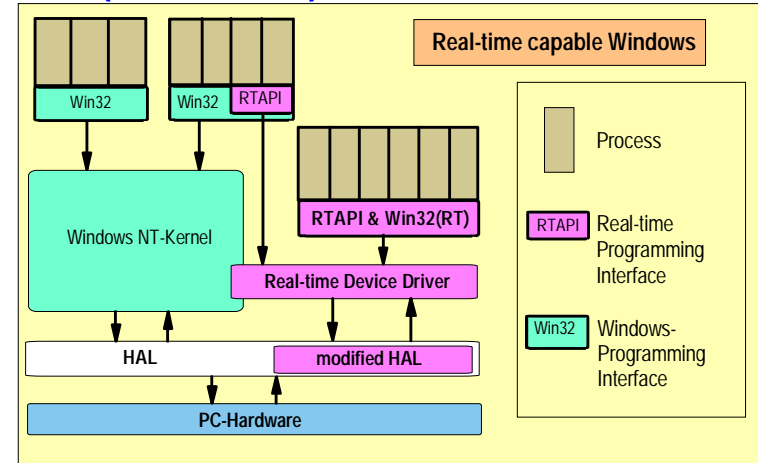 Real-time capable Windows
Win32
Win32
RTAPI
RTAPI & Win32(RT)
Windows NT-Kernel
Real-time Device Driver
HAL
modified HAL
PC-Hardware
Process
RTAPI
Real-time
Programming
Interface
Win32
Windows-
Programming
Interface